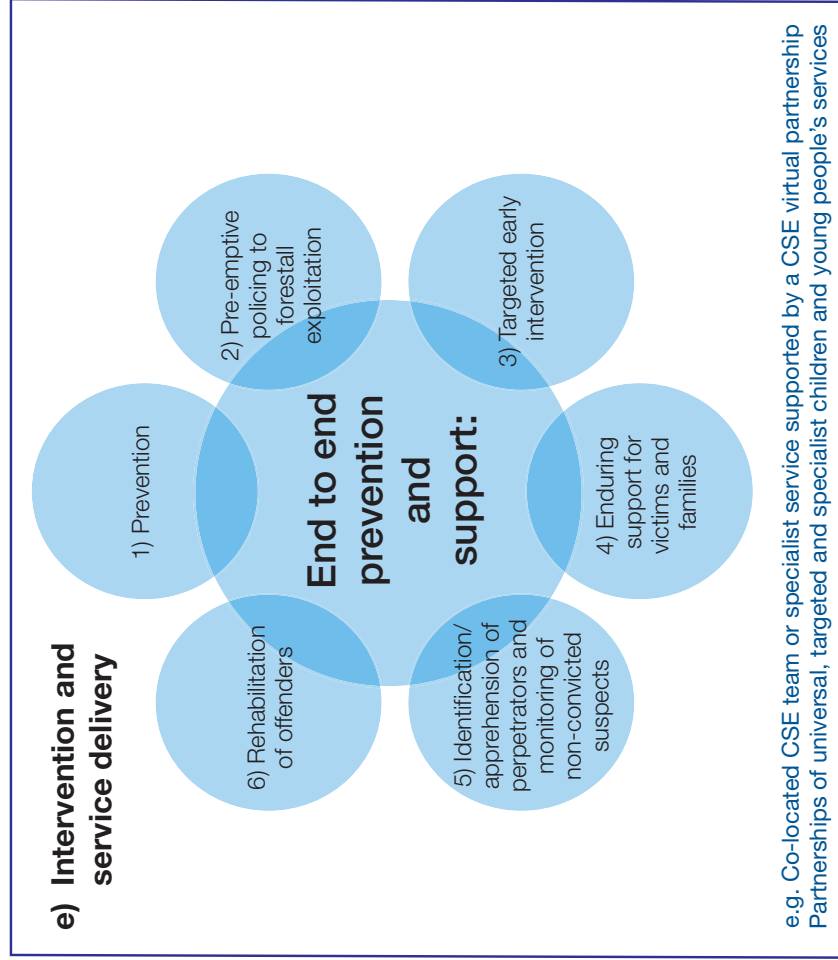 e) Intervention and
service delivery
1) Prevention
2) Pre-emptive
policing to
forestall
exploitation
3) Targeted early
intervention
4) Enduring
support for
victims and
families
5) Identification/
apprehension of
perpetrators and
monitoring of
non-convicted
suspects
6) Rehabilitation
of offenders
End to end
prevention
and
support:
e.g. Co-located CSE team or specialist service supported by a CSE virtual partnership
Partnerships of universal, targeted and specialist children and young people's services